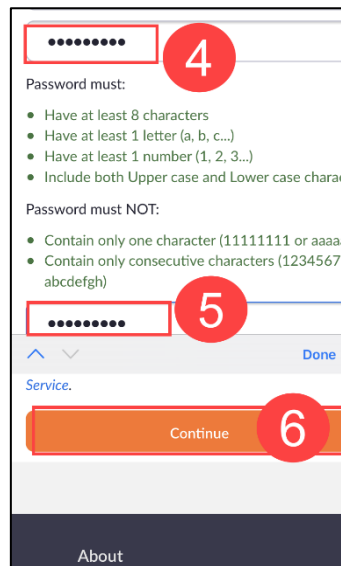 •••••••••
4
Password must:
• Have at least 8 characters
• Have at least 1 letter (a, b, c...)
• Have at least 1 number (1, 2, 3...)
• Include both Upper case and Lower case charac
Password must NOT:
• Contain only one character (11111111 or aaaaa
• Contain only consecutive characters (1234567
abcdefgh)
•••••••••
5
Done
Service.
Continue
6
About